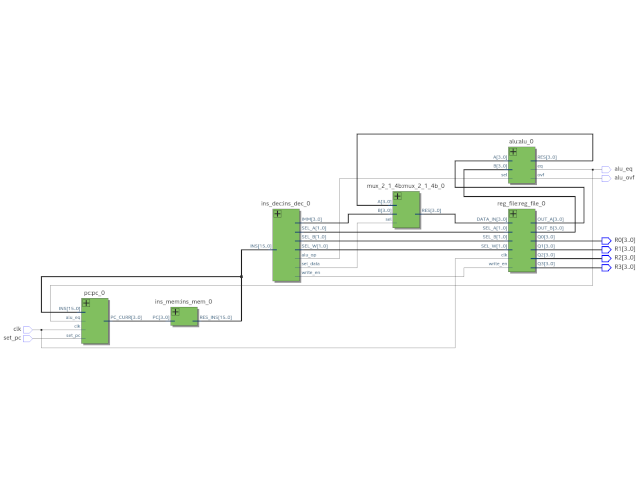 alu:alu_0
A[3..0]
B[3..0]
sel
RES[3..0]
eq
ovf
alu_eq
alu_ovf
mux_2_1_4b:mux_2_1_4b_0
A[3..0]
B[3..0]
sel
RES[3..0]
ins_dec:ins_dec_0
INS[15..0]
IMM[3..0]
SEL_A[1..0]
SEL_B[1..0]
SEL_W[1..0]
alu_op
sel_data
write_en
reg_file:reg_file_0
DATA_IN[3..0]
SEL_A[1..0]
SEL_B[1..0]
SEL_W[1..0]
clk
write_en
OUT_A[3..0]
OUT_B[3..0]
Q0[3..0]
Q1[3..0]
Q2[3..0]
Q3[3..0]
R0[3..0]
R1[3..0]
R2[3..0]
R3[3..0]
pc:pc_0
INS[15..0]
alu_eq
clk
set_pc
PC_CURR[3..0]
ins_mem:ins_mem_0
PC[3..0]
RES_INS[15..0]
clk
set_pc